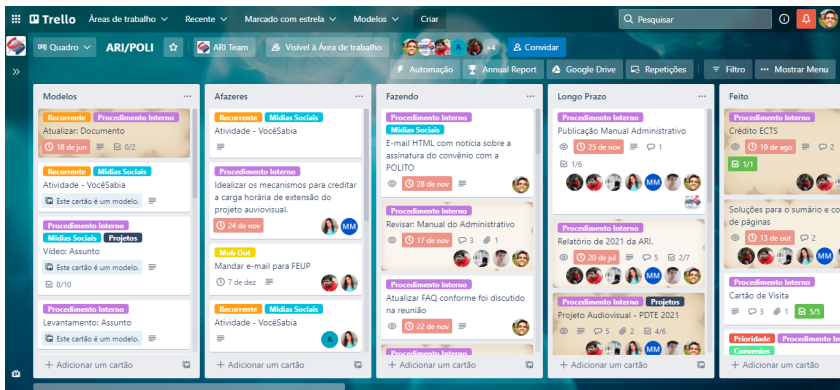 Trello
Áreas de trabalho
Recente
Marcado com estrela
Modelos
Criar
Pesquisar
Quadro
ARI/POLI
ARI Team
Visível à Área de trabalho
A
+4
Convidar
Automação
Annual Report
Google Drive
Repetições
Filtro
Mostrar Menu
Modelos
Recorrente Procedimento Interno
Atualizar: Documento
18 de jun 0/2
Recorrente Mídias Sociais
Atividade - VocêSabia
Este cartão é um modelo.
Procedimento Interno
Mídias Sociais Projetos
Vídeo: Assunto
Este cartão é um modelo.
0/10
Procedimento Interno
Levantamento: Assunto
Este cartão é um modelo.
+ Adicionar um cartão
Afazeres
Recorrente Mídias Sociais
Atividade - VocêSabia
Procedimento Interno
Idealizar os mecanismos para creditar
a carga horária de extensão do
projeto auviovisual.
24 de nov
MM
Mob Out
Mandar e-mail para FEUP
7 de dez
Recorrente Mídias Sociais
Atividade - VocêSabia
A
+ Adicionar um cartão
Fazendo
Procedimento Interno
Mídias Sociais
E-mail HTML com notícia sobre a
assinatura do convênio com a
POLITO
28 de nov
Procedimento Interno
Revisar: Manual do Administrativo
17 de nov 3 1
Procedimento Interno
Atualizar FAQ conforme foi discutido
na reunião
22 de nov
Procedimento Interno
+ Adicionar um cartão
Longo Prazo
Procedimento Interno
Publicação Manual Administrativo
25 de nov 1
1/6
MM
Procedimento Interno
Relatório de 2021 da ARI.
20 de jul 5 2/7
MM
Procedimento Interno Projetos
Projeto Audiovisual - PDTE 2021
5 2 4/6
MM
+ Adicionar um cartão
Feito
Procedimento Interno
Crédito ECTS
19 de ago 2
1/1
Soluções para o sumário e co
de páginas
13 de out 2
MM
Procedimento Interno
Cartão de Visita
3 1 5/5
Prioridade Procedimento In
Convenios
+ Adicionar um cartão